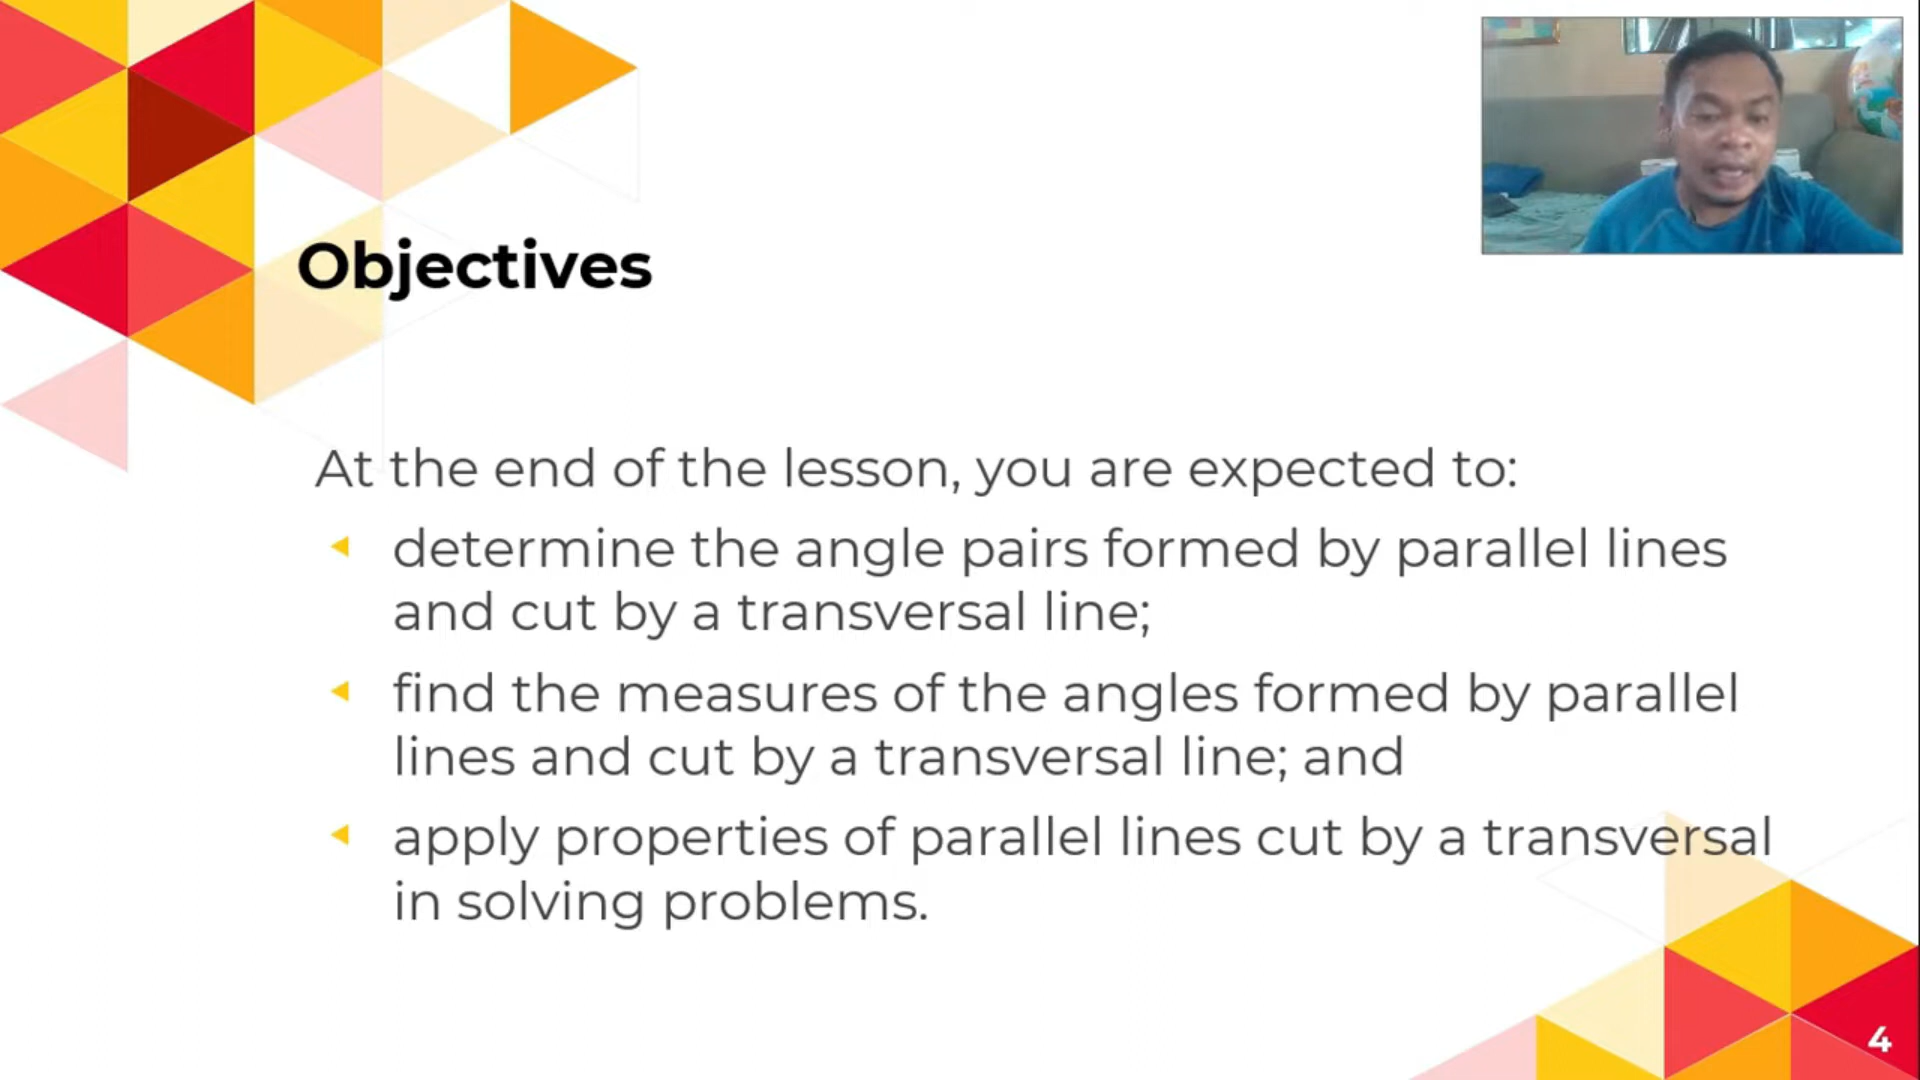 Objectives
At the end of the lesson, you are expected to:
determine the angle pairs formed by parallel lines
and cut by a transversal line;
find the measures of the angles formed by parallel
lines and cut by a transversal line; and
apply properties of parallel lines cut by a transversal
in solving problems.
4